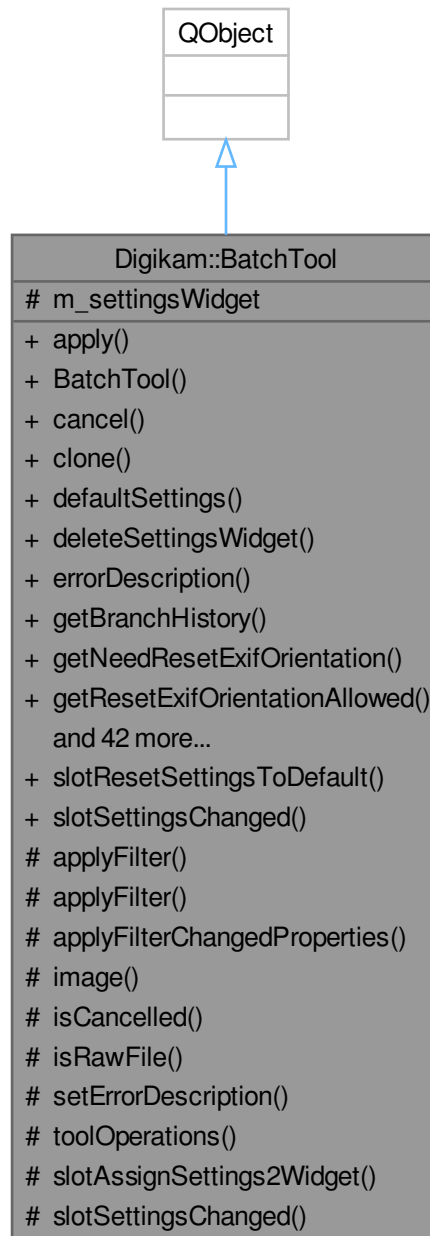 QObject
Digikam::BatchTool
# m_settingsWidget
+ apply()
+ BatchTool()
+ cancel()
+ clone()
+ defaultSettings()
+ deleteSettingsWidget()
+ errorDescription()
+ getBranchHistory()
+ getNeedResetExifOrientation()
+ getResetExifOrientationAllowed()
and 42 more...
+ slotResetSettingsToDefault()
+ slotSettingsChanged()
# applyFilter()
# applyFilter()
# applyFilterChangedProperties()
# image()
# isCancelled()
# isRawFile()
# setErrorDescription()
# toolOperations()
# slotAssignSettings2Widget()
# slotSettingsChanged()